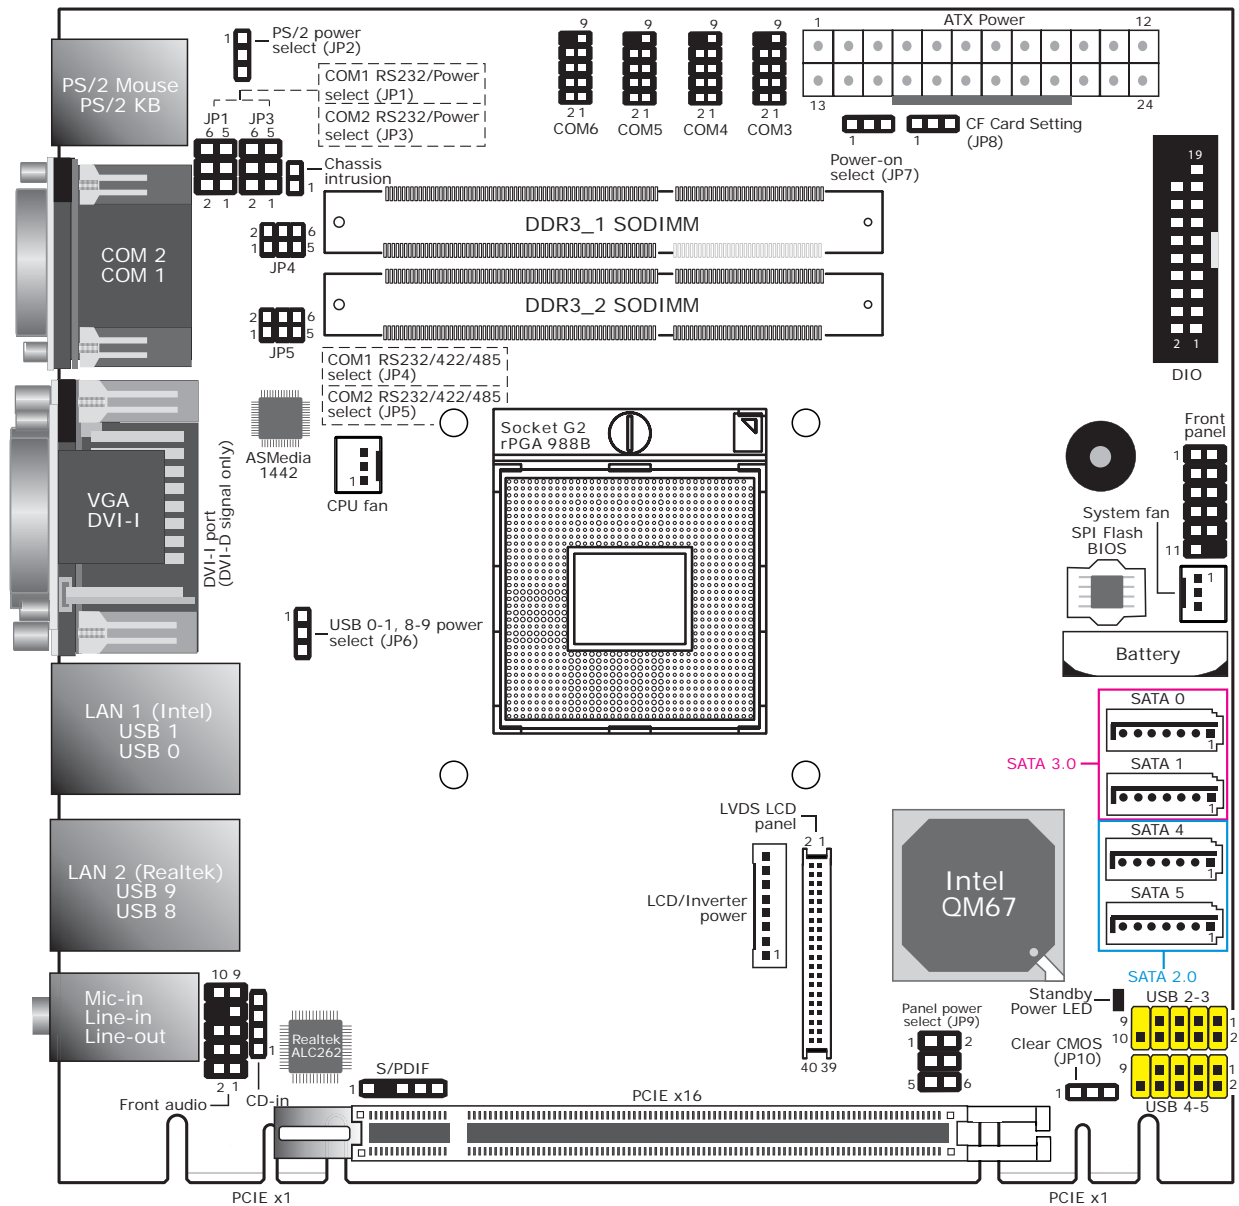 PS/2 Mouse
PS/2 KB
1
PS/2 power
select (JP2)
COM1 RS232/Power
select (JP1)
COM2 RS232/Power
select (JP3)
JP1
6 5
2 1
JP3
6 5
2 1
Chassis
intrusion
1
9
2 1
COM6
9
2 1
COM5
9
2 1
COM4
9
2 1
COM3
1
ATX Power
12
13
24
1
Power-on
select (JP7)
1
CF Card Setting
(JP8)
19
2 1
DIO
COM 2
COM 1
DDR3_1 SODIMM
DDR3_2 SODIMM
2
6
1
5
JP4
2
6
1
5
JP5
COM1 RS232/422/485
select (JP4)
COM2 RS232/422/485
select (JP5)
ASMedia
1442
1
CPU fan
Socket G2
rPGA 988B
VGA
DVI-I
DVI-I port
(DVI-D signal only)
Front
panel
1
11
System fan
1
SPI Flash
BIOS
Battery
1
USB 0-1, 8-9 power
select (JP6)
LAN 1 (Intel)
USB 1
USB 0
SATA 0
1
SATA 3.0
SATA 1
1
SATA 4
1
SATA 5
1
SATA 2.0
LAN 2 (Realtek)
USB 9
USB 8
LVDS LCD
panel
2 1
40 39
LCD/Inverter
power
1
Intel
QM67
Mic-in
Line-in
Line-out
10 9
2 1
Front audio
1
CD-in
Realtek
ALC262
S/PDIF
1
Panel power
select (JP9)
1
2
5
6
Standby
Power LED
Clear CMOS
(JP10)
1
USB 2-3
9
1
10
2
9
1
2
USB 4-5
PCIE x16
PCIE x1
PCIE x1